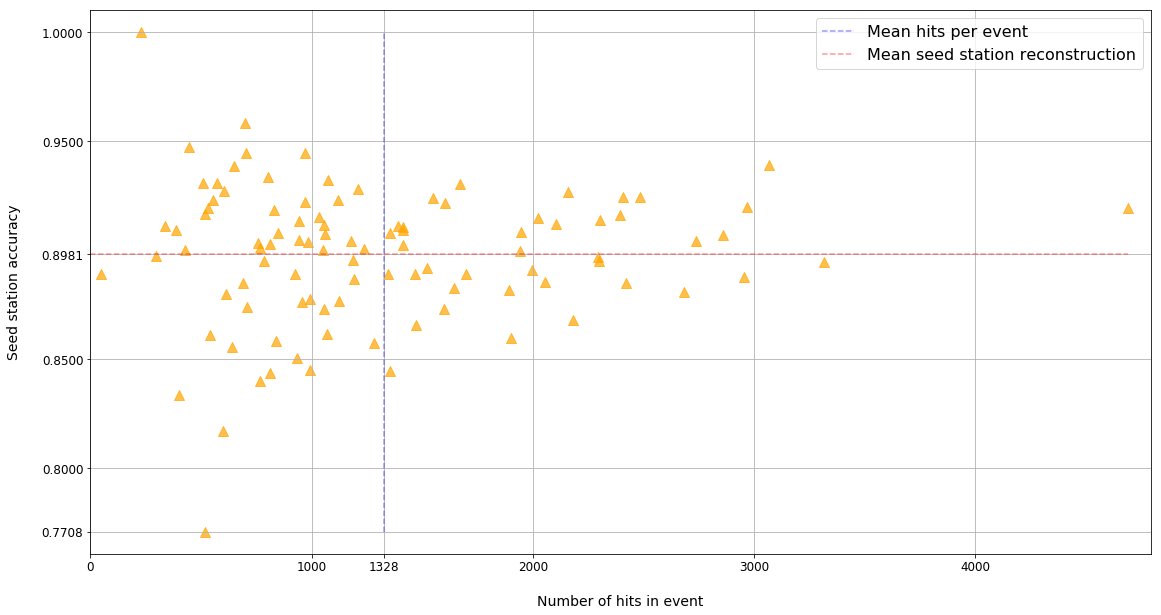 Mean hits per event
Mean seed station reconstruction
1.0000
0.9500
0.8981
0.8500
0.8000
0.7708
Seed station accuracy
0 1000 1328 2000 3000 4000
Number of hits in event